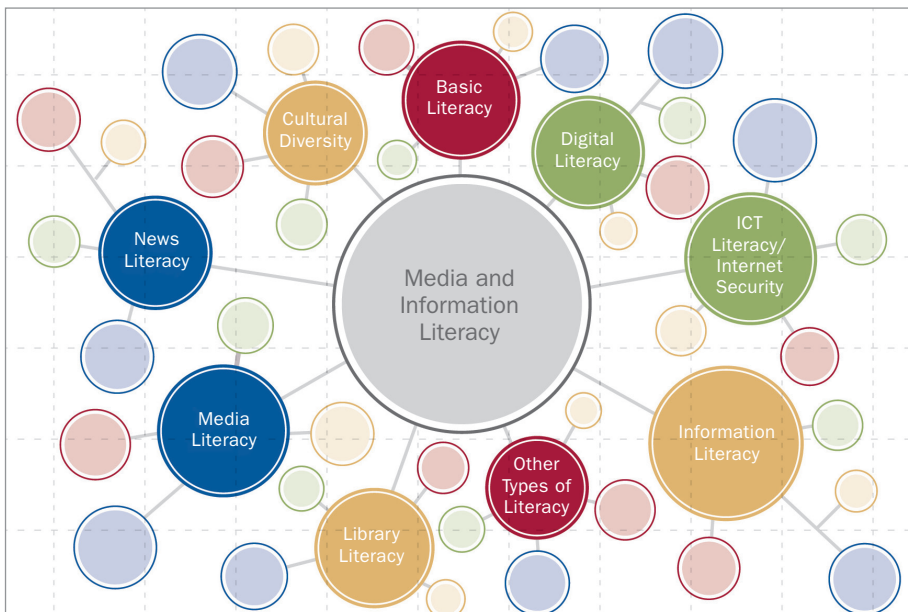 Basic
Literacy
Cultural
Diversity
Digital
Literacy
News
Literacy
ICT
Literacy/
Internet
Security
Media and
Information
Literacy
Media
Literacy
Information
Literacy
Other
Types of
Literacy
Library
Literacy